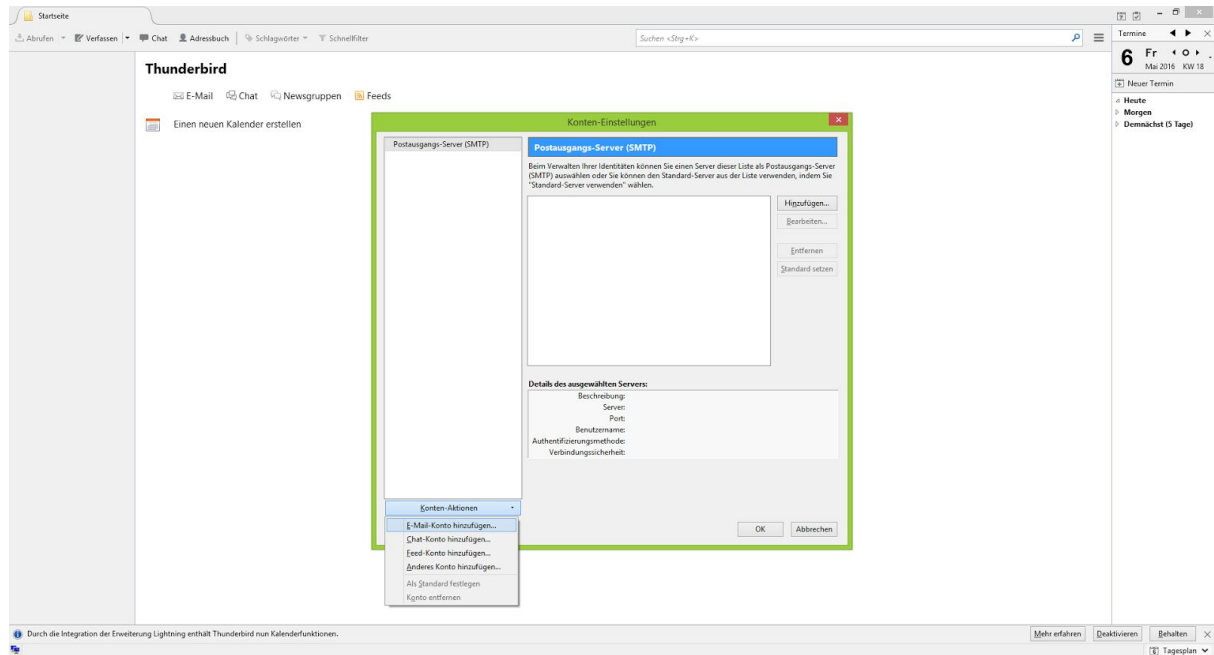 Startseite
Abrufen Verfassen Chat Adressbuch Schlagwörter Schnellfilter Suchen <Strg+K>
Thunderbird
E-Mail Chat Newsgruppen Feeds
Einen neuen Kalender erstellen
Konten-Einstellungen
Postausgangs-Server (SMTP)
Postausgangs-Server (SMTP)
Beim Verwalten Ihrer Identitäten können Sie einen Server dieser Liste als Postausgangs-Server
(SMTP) auswählen oder Sie können den Standard-Server aus der Liste verwenden, indem Sie
"Standard-Server verwenden" wählen.
Hinzufügen...
Bearbeiten...
Entfernen
Standard setzen
Details des ausgewählten Servers:
Beschreibung:
Server:
Port:
Benutzername:
Authentifizierungsmethode:
Verbindungssicherheit:
Konten-Aktionen
E-Mail-Konto hinzufügen...
Chat-Konto hinzufügen...
Feed-Konto hinzufügen...
Anderes Konto hinzufügen...
Als Standard festlegen
Konto entfernen
OK Abbrechen
Termine
6 Fr
Mai 2016 KW 18
Neuer Termin
Heute
Morgen
Demnächst (5 Tage)
Durch die Integration der Erweiterung Lightning enthält Thunderbird nun Kalenderfunktionen.
Mehr erfahren Deaktivieren Behalten
6 Tagesplan